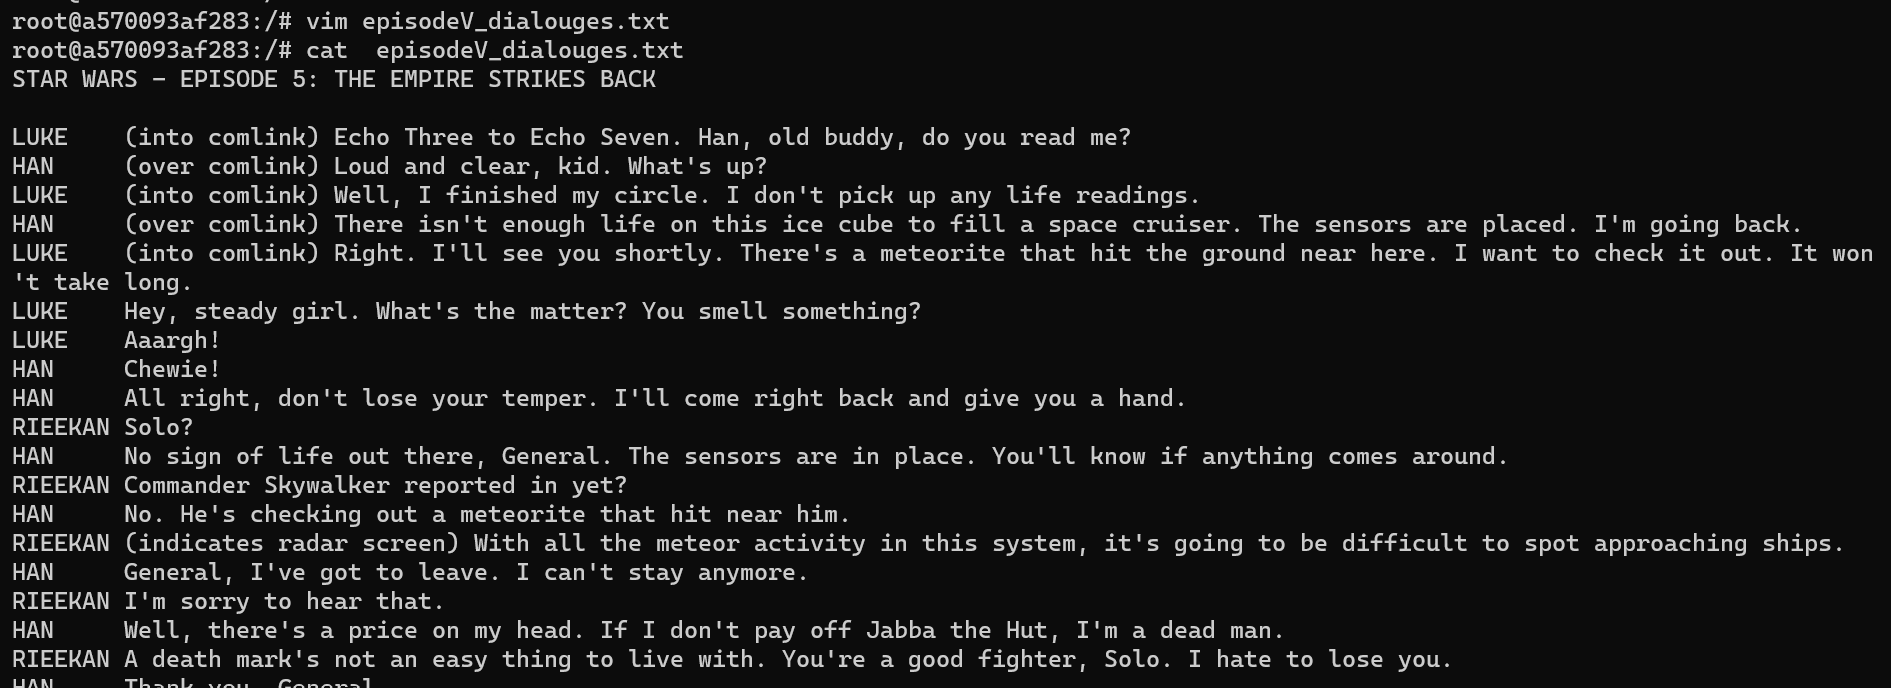 root@a570093af283:/# vim episodeV_dialouges.txt
root@a570093af283:/# cat  episodeV_dialouges.txt
STAR WARS – EPISODE 5: THE EMPIRE STRIKES BACK
LUKE    (into comlink) Echo Three to Echo Seven. Han, old buddy, do you read me?
HAN     (over comlink) Loud and clear, kid. What's up?
LUKE    (into comlink) Well, I finished my circle. I don't pick up any life readings.
HAN     (over comlink) There isn't enough life on this ice cube to fill a space cruiser. The sensors are placed. I'm going back.
LUKE    (into comlink) Right. I'll see you shortly. There's a meteorite that hit the ground near here. I want to check it out. It won
't take long.
LUKE    Hey, steady girl. What's the matter? You smell something?
LUKE    Aaargh!
HAN     Chewie!
HAN     All right, don't lose your temper. I'll come right back and give you a hand.
RIEEKAN Solo?
HAN     No sign of life out there, General. The sensors are in place. You'll know if anything comes around.
RIEEKAN Commander Skywalker reported in yet?
HAN     No. He's checking out a meteorite that hit near him.
RIEEKAN (indicates radar screen) With all the meteor activity in this system, it's going to be difficult to spot approaching ships.
HAN     General, I've got to leave. I can't stay anymore.
RIEEKAN I'm sorry to hear that.
HAN     Well, there's a price on my head. If I don't pay off Jabba the Hut, I'm a dead man.
RIEEKAN A death mark's not an easy thing to live with. You're a good fighter, Solo. I hate to lose you.
HAN     Thank you, General